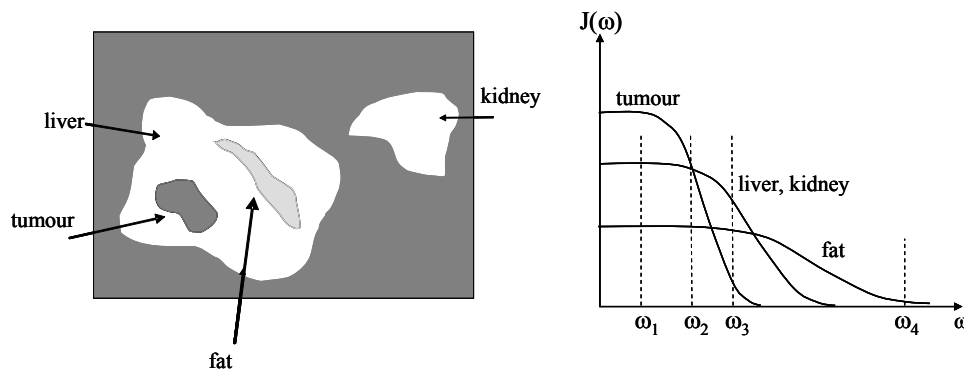 liver
tumour
fat
kidney
J(ω)
tumour
liver, kidney
fat
ω1 ω2 ω3 ω4 ω